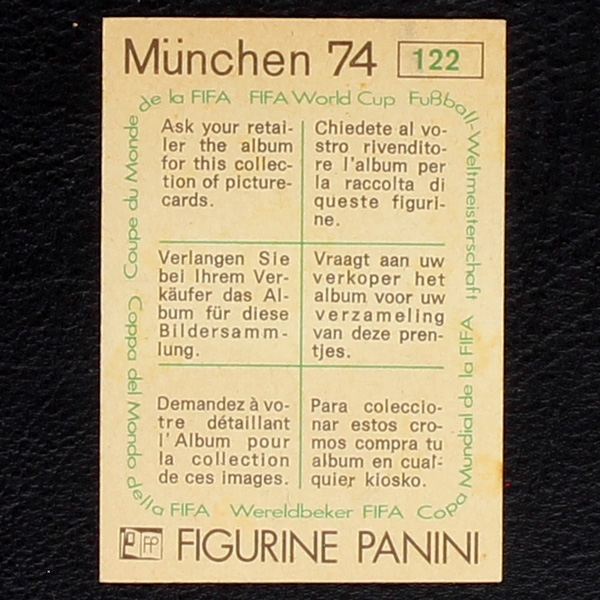 München 74 122
de la FIFA FIFA World Cup Fußball-Weltmeisterschaft
Ask your retai-
ler the album
for this collec-
tion of picture-
cards.
Chiedete al vo-
stro rivendito-
re l'album per
la raccolta di
queste figuri-
ne.
Verlangen Sie
bei Ihrem Ver-
käufer das Al-
bum für diese
Bildersamm-
lung.
Vraagt aan uw
verkoper het
album voor uw
verzameling
van deze pren-
tjes.
Demandez à vo-
tre détaillant
l'Album pour
la collection
de ces images.
Para coleccio-
nar estos cro-
mos compra tu
album en cual-
quier kiosko.
Copa Mundial de la FIFA
Wereldbeker FIFA
Coppa del Mondo della FIFA
Coupe du Monde
FP FIGURINE PANINI